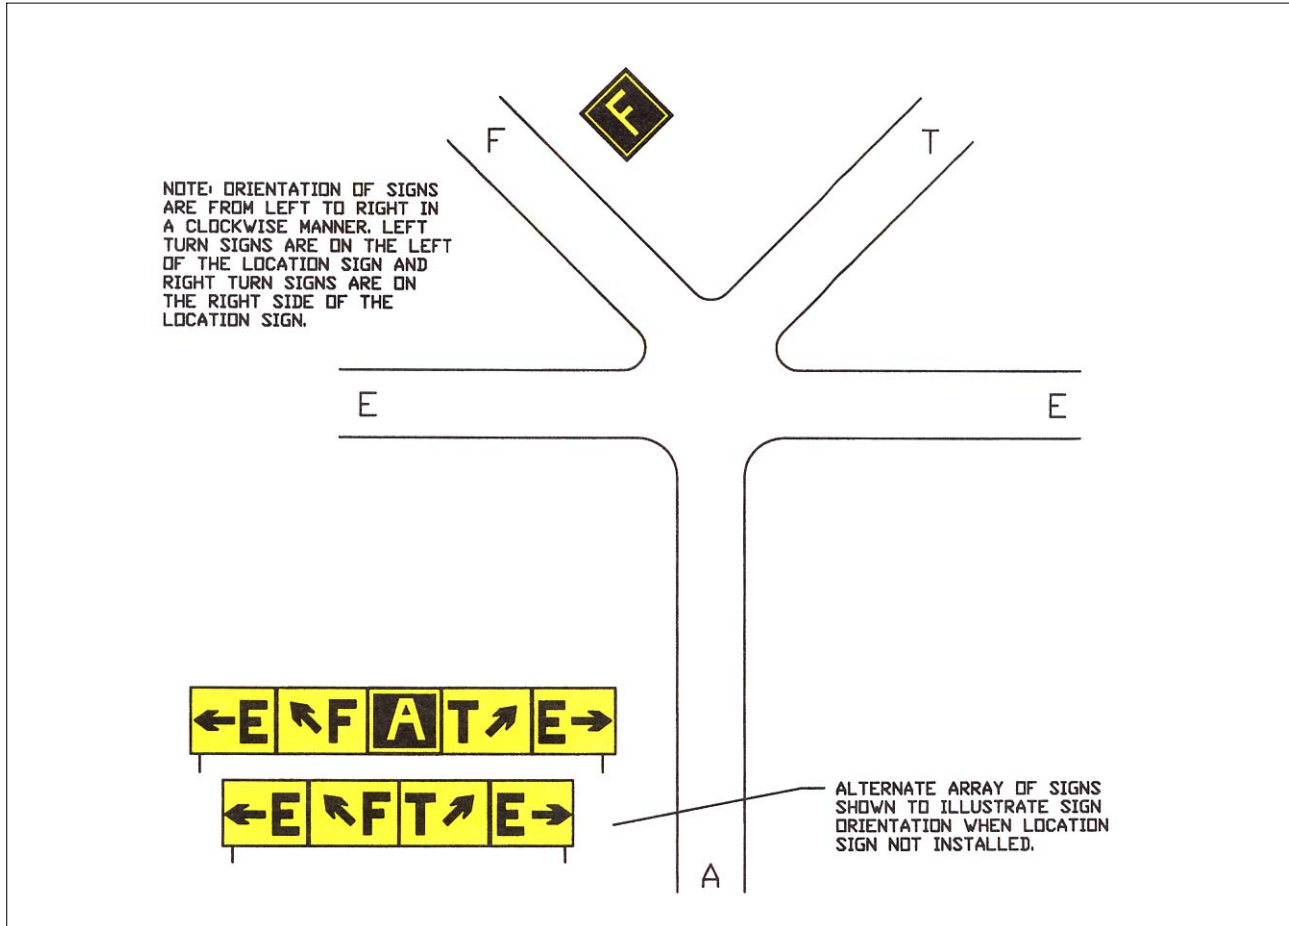 F
F
T
NOTE: ORIENTATION OF SIGNS
ARE FROM LEFT TO RIGHT IN
A CLOCKWISE MANNER. LEFT
TURN SIGNS ARE ON THE LEFT
OF THE LOCATION SIGN AND
RIGHT TURN SIGNS ARE ON
THE RIGHT SIDE OF THE
LOCATION SIGN.
E
E
←E ↖F A T↗ E→
←E ↖F T↗ E→
ALTERNATE ARRAY OF SIGNS
SHOWN TO ILLUSTRATE SIGN
ORIENTATION WHEN LOCATION
SIGN NOT INSTALLED.
A